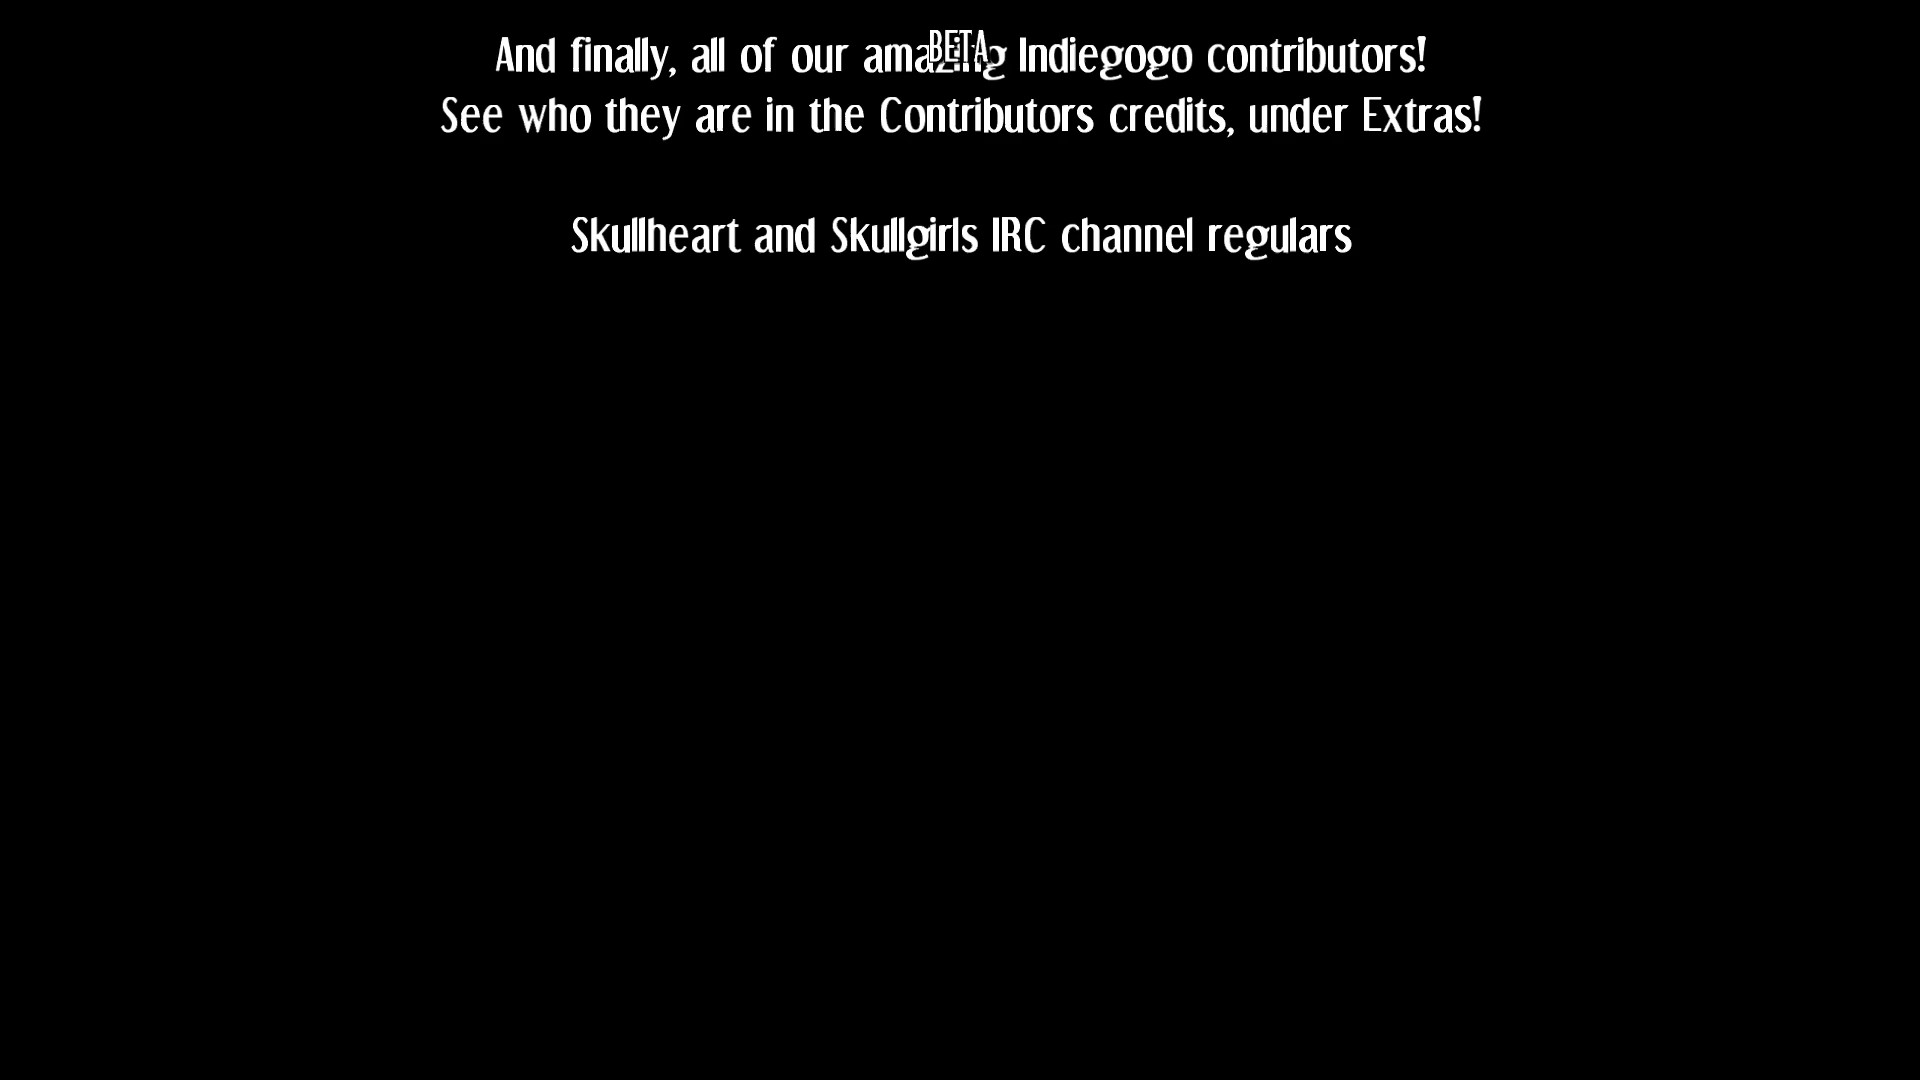 And finally, all of our amazing Indiegogo contributors!
BETA
See who they are in the Contributors credits, under Extras!
Skullheart and Skullgirls IRC channel regulars